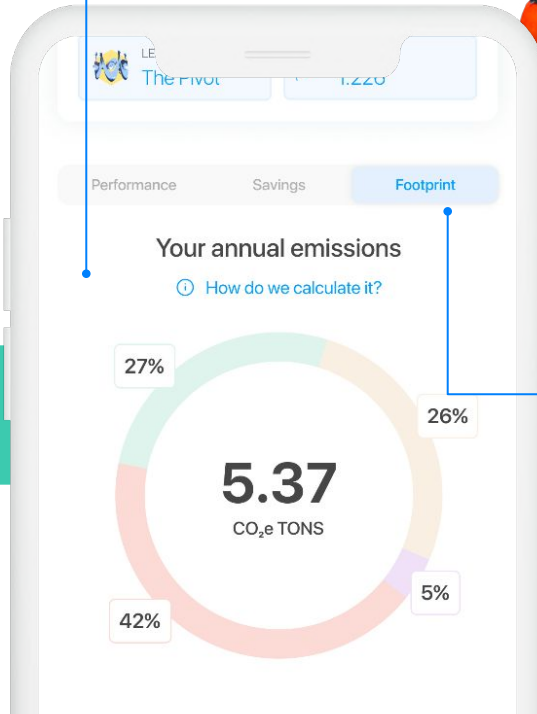 LE
The Pivot
1.226
Performance
Savings
Footprint
Your annual emissions
How do we calculate it?
27%
26%
5.37
CO₂e TONS
5%
42%